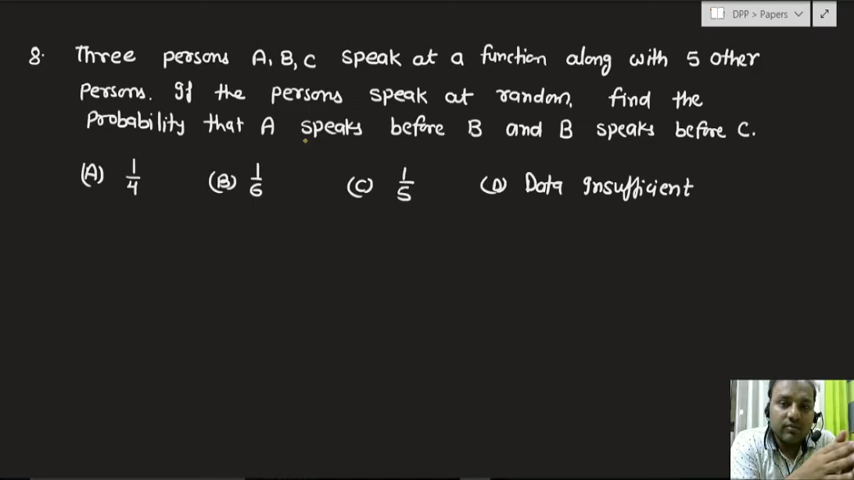 DPP > Papers
8. Three persons A, B, C speak at a function along with 5 other
persons. If the persons speak at random, find the
probability that A speaks before B and B speaks before C.
(A) 1/4 (B) 1/6 (C) 1/5 (D) Data Insufficient